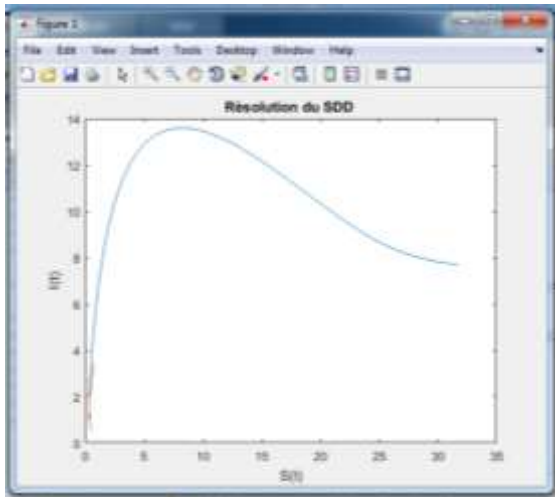 Figure 1
File Edit View Insert Tools Desktop Window Help
Résolution du SDD
14
12
10
8
6
4
2
0
I(t)
0 5 10 15 20 25 30 35
S(t)